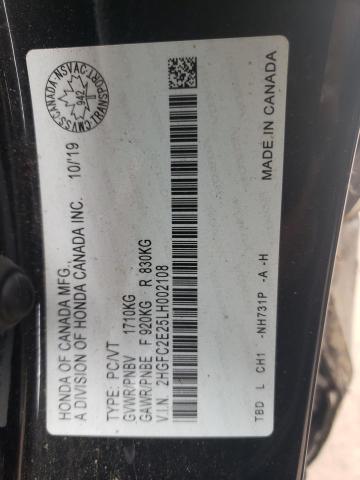 HONDA OF CANADA MFG.
A DIVISION OF HONDA CANADA INC.
10/'19
TYPE: PC/VT
GVWR/PNBV 1710KG
GAWR/PNBE F 920KG R 830KG
V.I.N. 2HGFC2E25LH002108
TBD L CH1 -NH731P -A -H
MADE IN CANADA
CANADA-NSVAC
942
TRANSPORT
CMVSS